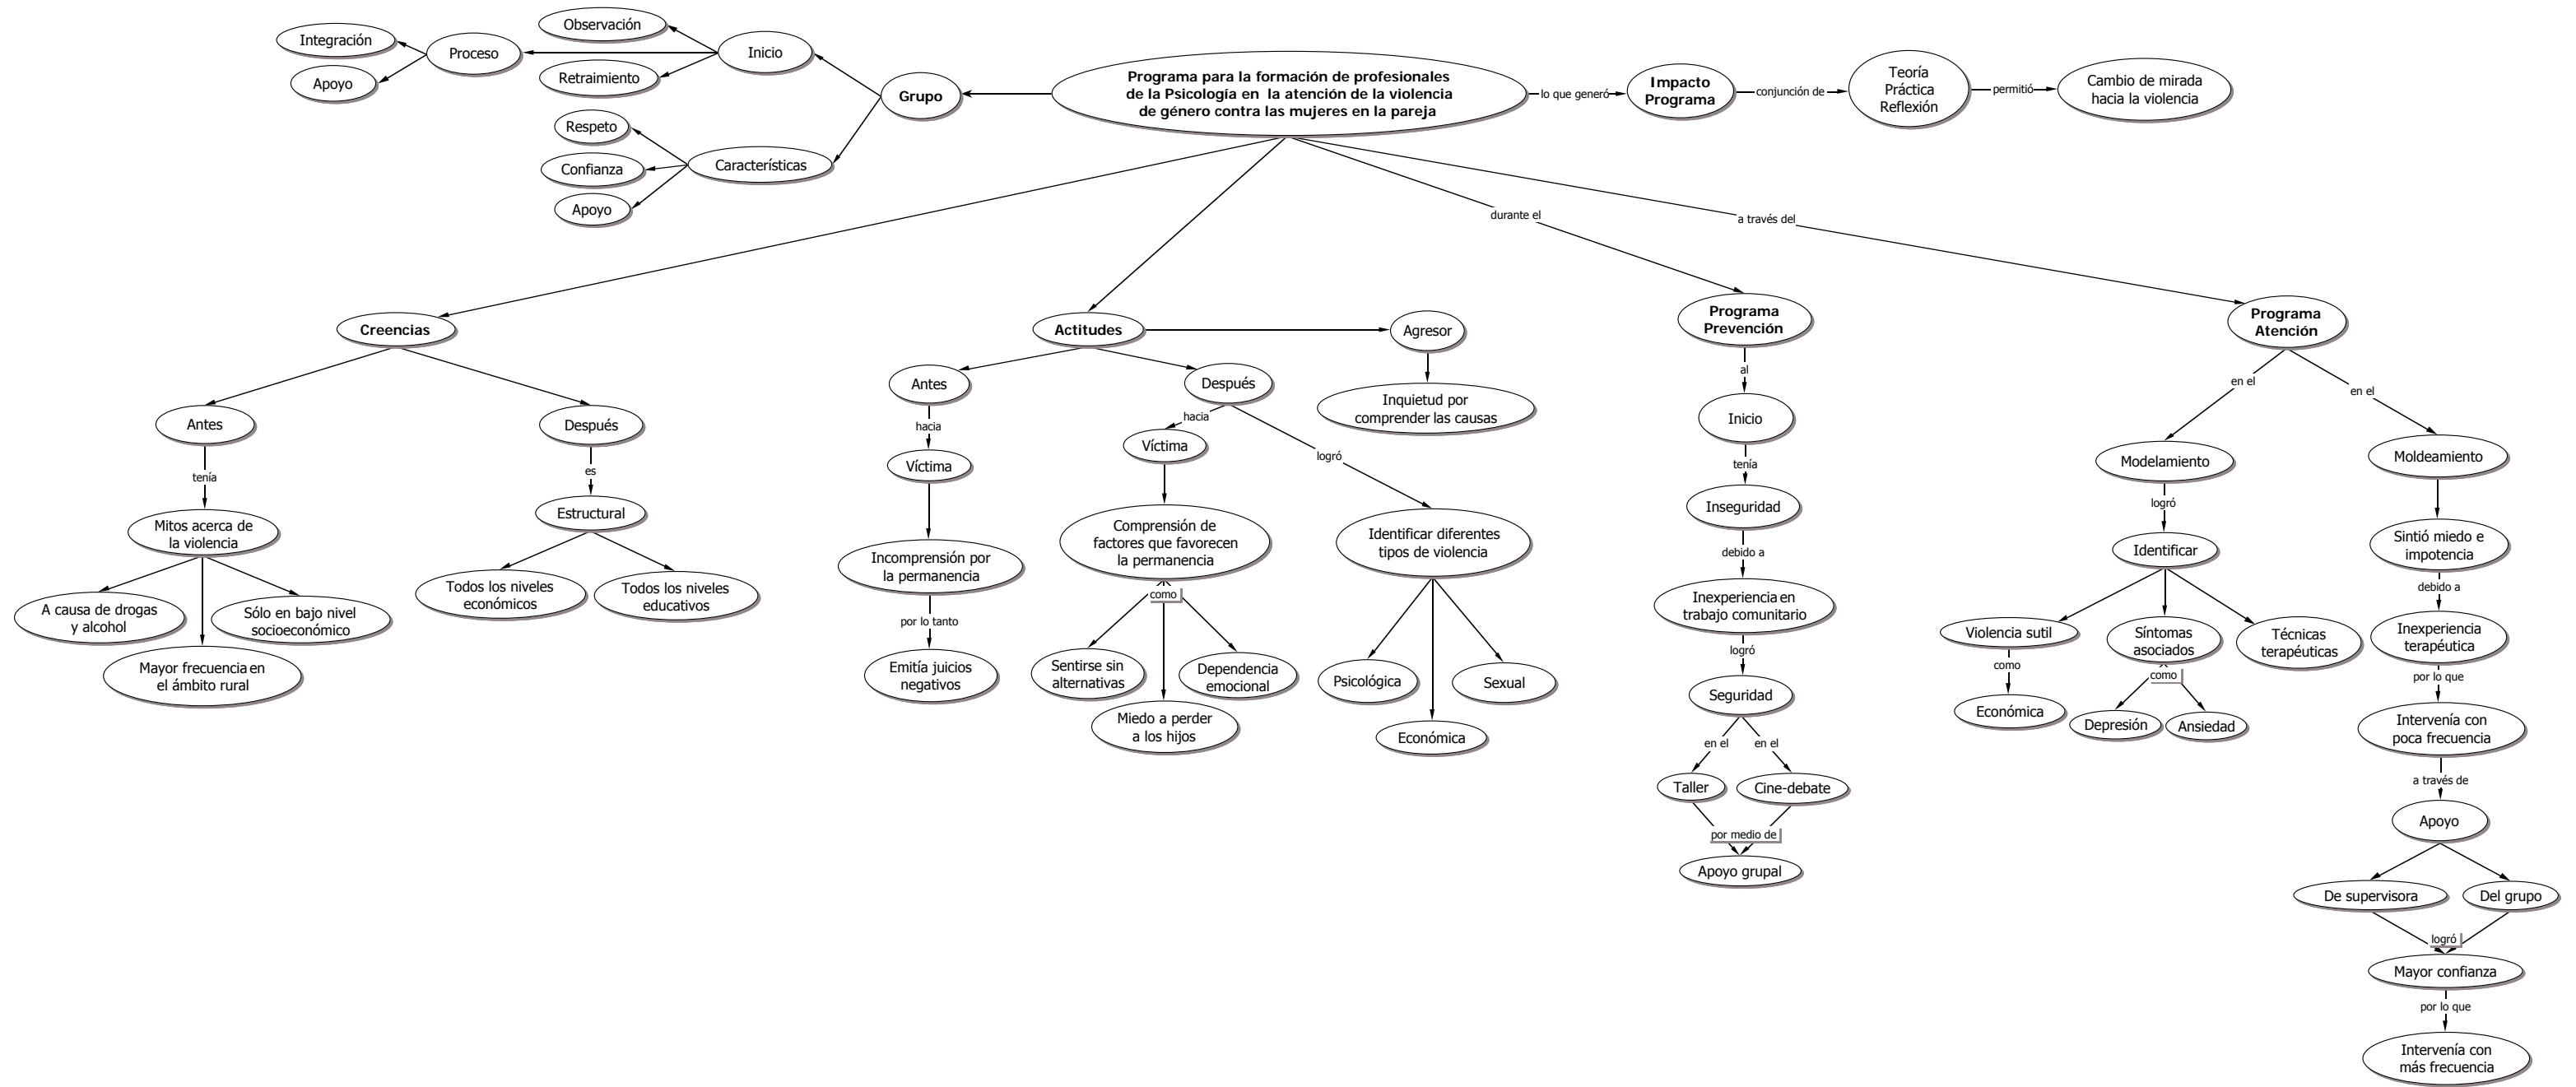 Observación
Integración
Proceso
Inicio
Retraimiento
Apoyo
Grupo
Programa para la formación de profesionales
de la Psicología en la atención de la violencia
de género contra las mujeres en la pareja
lo que generó
Impacto
Programa
conjunción de
Teoría
Práctica
Reflexión
permitió
Cambio de mirada
hacia la violencia
Respeto
Confianza
Apoyo
Características
durante el
a través del
Creencias
Antes
tenía
Mitos acerca de
la violencia
A causa de drogas
y alcohol
Sólo en bajo nivel
socioeconómico
Mayor frecuencia en
el ámbito rural
Después
es
Estructural
Todos los niveles
económicos
Todos los niveles
educativos
Actitudes
Agresor
Inquietud por
comprender las causas
Antes
hacia
Víctima
Incomprensión por
la permanencia
por lo tanto
Emitía juicios
negativos
Después
hacia
Víctima
Comprensión de
factores que favorecen
la permanencia
como
Sentirse sin
alternativas
Dependencia
emocional
Miedo a perder
a los hijos
logró
Identificar diferentes
tipos de violencia
Psicológica
Sexual
Económica
Programa
Prevención
al
Inicio
tenía
Inseguridad
debido a
Inexperiencia en
trabajo comunitario
logró
Seguridad
en el
en el
Taller
Cine-debate
por medio de
Apoyo grupal
Programa
Atención
en el
en el
Modelamiento
logró
Identificar
Violencia sutil
como
Económica
Síntomas
asociados
como
Depresión
Ansiedad
Técnicas
terapéuticas
Moldeamiento
Sintió miedo e
impotencia
debido a
Inexperiencia
terapéutica
por lo que
Intervenía con
poca frecuencia
a través de
Apoyo
De supervisora
Del grupo
logró
Mayor confianza
por lo que
Intervenía con
más frecuencia